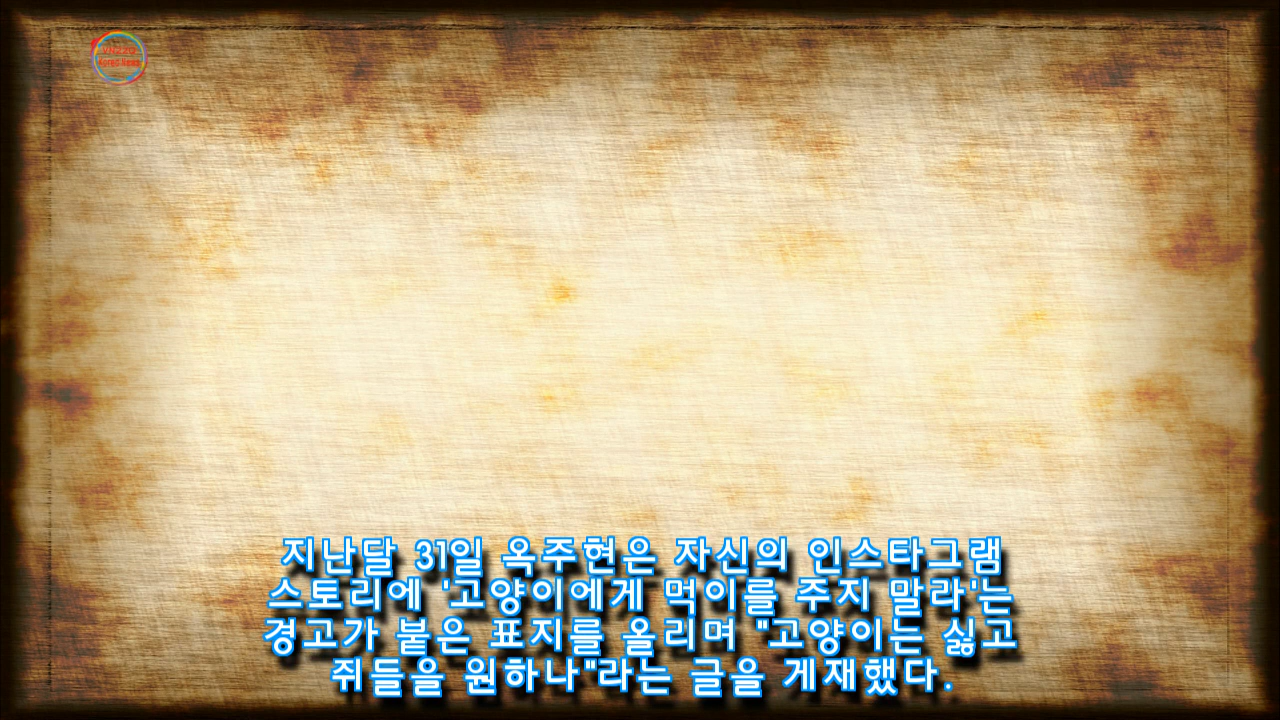 Korea News
지난달 31일 옥주현은 자신의 인스타그램
스토리에 '고양이에게 먹이를 주지 말라'는
경고가 붙은 표지를 올리며 "고양이는 싫고
쥐들을 원하나"라는 글을 게재했다.